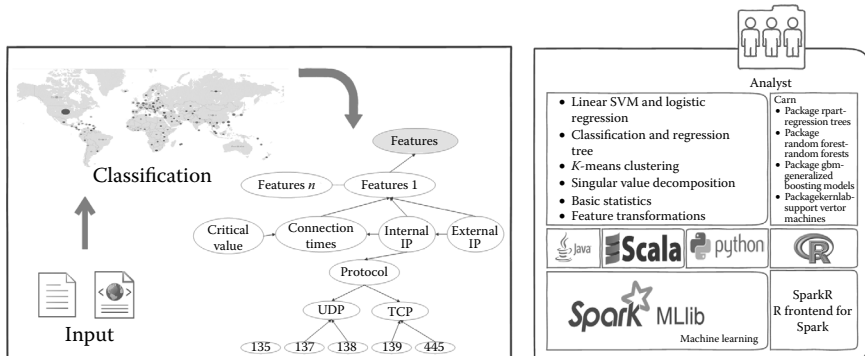 Classification
Input
Features
Features n
Features 1
Critical
value
Connection
times
Internal
IP
External
IP
Protocol
UDP
TCP
135
137
138
139
445
Analyst
• Linear SVM and logistic
regression
• Classification and regression
tree
• K-means clustering
• Singular value decomposition
• Basic statistics
• Feature transformations
Carn
• Package rpart-
regression trees
• Package
random forest-
random forests
• Package gbm-
generalized
boosting models
• Packagekernlab-
support vertor
machines
Java
Scala
python
R
Spark MLlib
Machine learning
SparkR
R frontend for
Spark